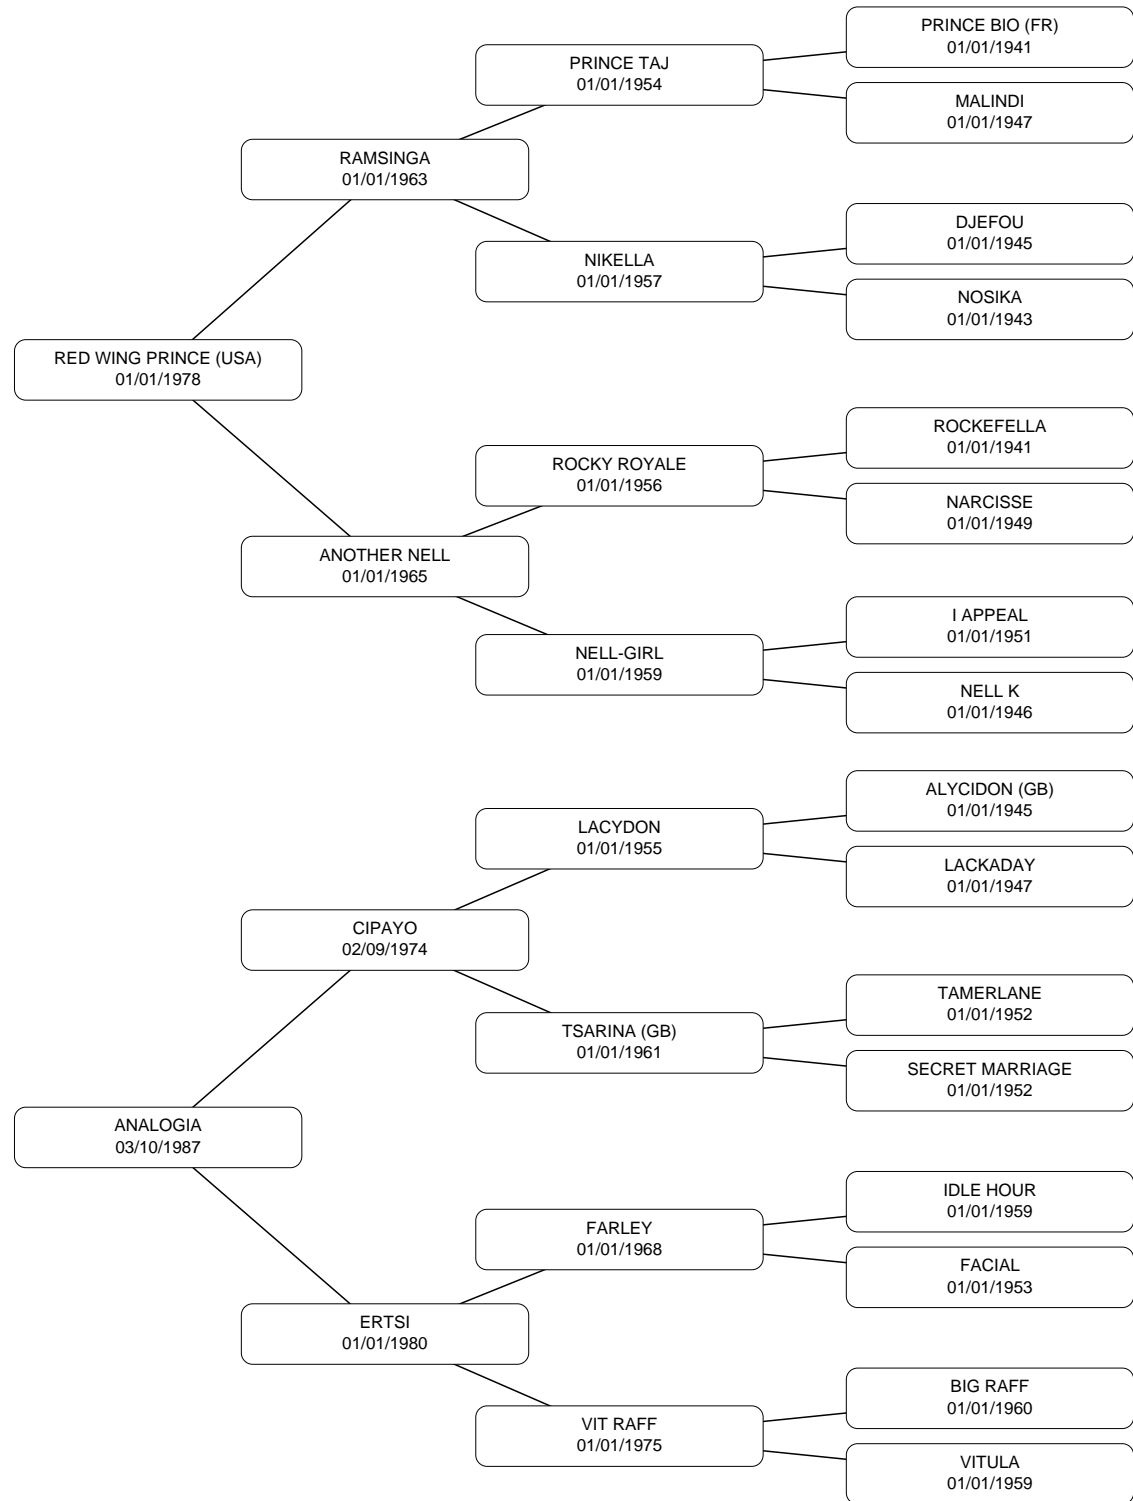 PRINCE BIO (FR)
01/01/1941
PRINCE TAJ
01/01/1954
MALINDI
01/01/1947
RAMSINGA
01/01/1963
DJEFOU
01/01/1945
NIKELLA
01/01/1957
NOSIKA
01/01/1943
RED WING PRINCE (USA)
01/01/1978
ROCKEFELLA
01/01/1941
ROCKY ROYALE
01/01/1956
NARCISSE
01/01/1949
ANOTHER NELL
01/01/1965
I APPEAL
01/01/1951
NELL-GIRL
01/01/1959
NELL K
01/01/1946
ALYCIDON (GB)
01/01/1945
LACYDON
01/01/1955
LACKADAY
01/01/1947
CIPAYO
02/09/1974
TAMERLANE
01/01/1952
TSARINA (GB)
01/01/1961
SECRET MARRIAGE
01/01/1952
ANALOGIA
03/10/1987
IDLE HOUR
01/01/1959
FARLEY
01/01/1968
FACIAL
01/01/1953
ERTSI
01/01/1980
BIG RAFF
01/01/1960
VIT RAFF
01/01/1975
VITULA
01/01/1959